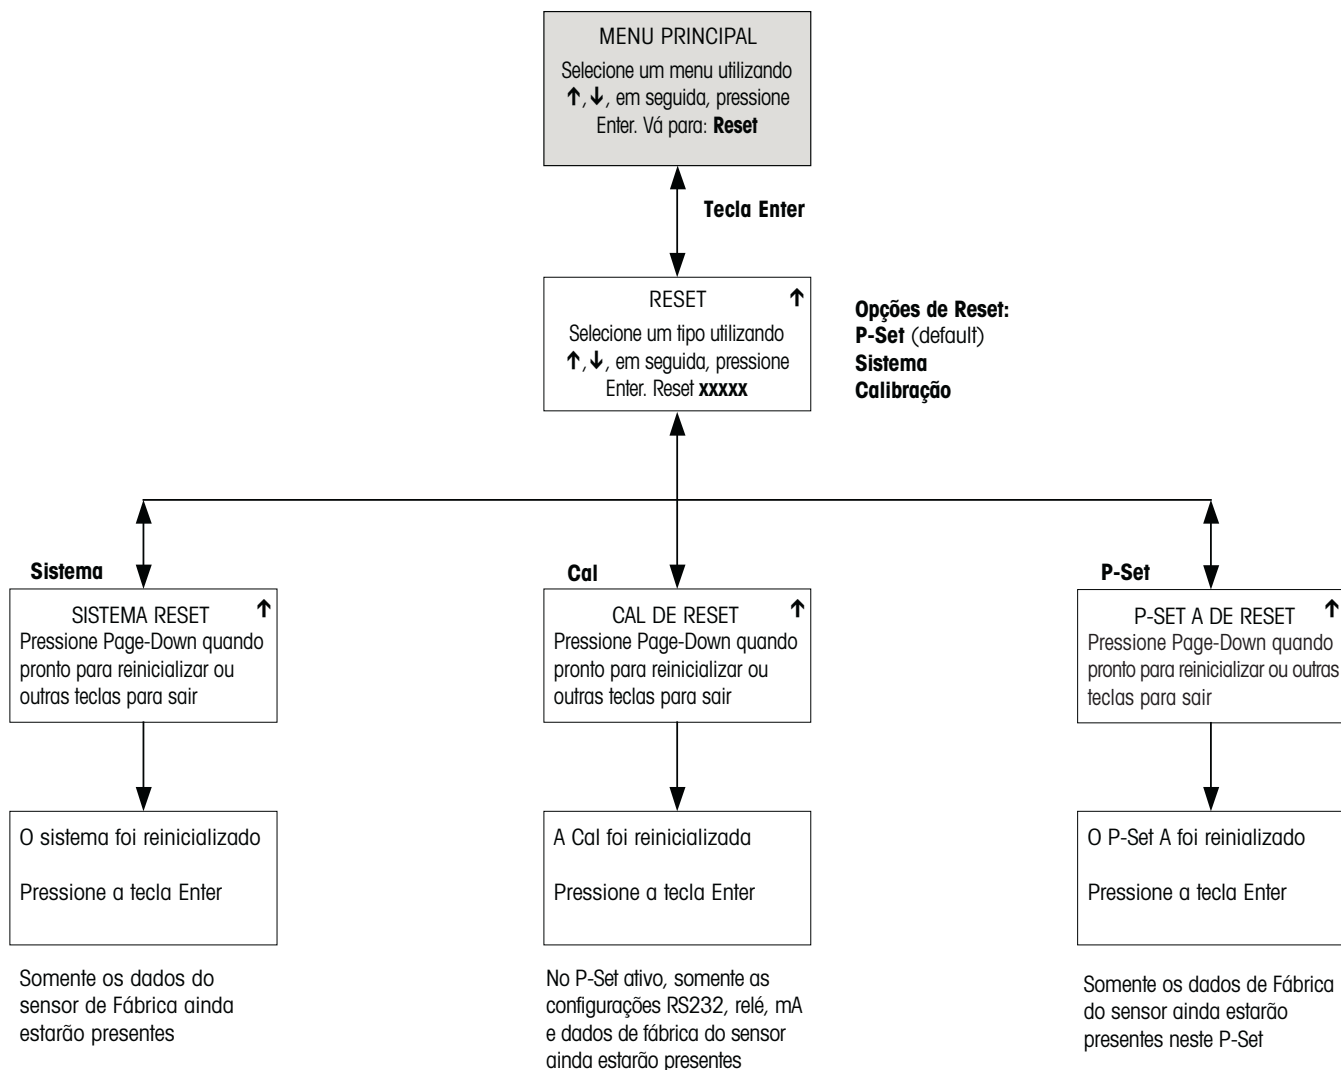 MENU PRINCIPAL
Selecione um menu utilizando
↑,↓, em seguida, pressione
Enter. Vá para: Reset
Tecla Enter
RESET ↑
Selecione um tipo utilizando
↑,↓, em seguida, pressione
Enter. Reset xxxxx
Opções de Reset:
P-Set (default)
Sistema
Calibração
Sistema
SISTEMA RESET ↑
Pressione Page-Down quando
pronto para reinicializar ou
outras teclas para sair
O sistema foi reinicializado
Pressione a tecla Enter
Somente os dados do
sensor de Fábrica ainda
estarão presentes
Cal
CAL DE RESET ↑
Pressione Page-Down quando
pronto para reinicializar ou
outras teclas para sair
A Cal foi reinicializada
Pressione a tecla Enter
No P-Set ativo, somente as
configurações RS232, relé, mA
e dados de fábrica do sensor
ainda estarão presentes
P-Set
P-SET A DE RESET ↑
Pressione Page-Down quando
pronto para reinicializar ou outras
teclas para sair
O P-Set A foi reinializado
Pressione a tecla Enter
Somente os dados de Fábrica
do sensor ainda estarão
presentes neste P-Set